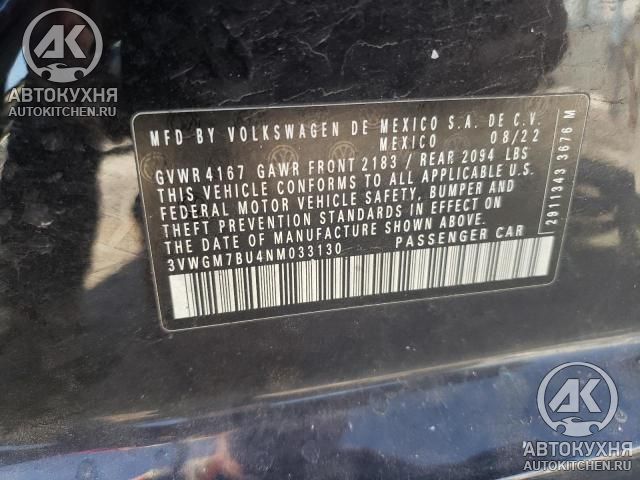 AK
АВТОКУХНЯ
AUTOKITCHEN.RU
MFD BY VOLKSWAGEN DE MEXICO S.A. DE C.V.
MEXICO 08/22
GVWR 4167 GAWR FRONT 2183 / REAR 2094 LBS
THIS VEHICLE CONFORMS TO ALL APPLICABLE U.S.
FEDERAL MOTOR VEHICLE SAFETY, BUMPER AND
THEFT PREVENTION STANDARDS IN EFFECT ON
THE DATE OF MANUFACTURE SHOWN ABOVE.
3VWGM7BU4NM033130 PASSENGER CAR
2911343 3676 M
AK
АВТОКУХНЯ
AUTOKITCHEN.RU